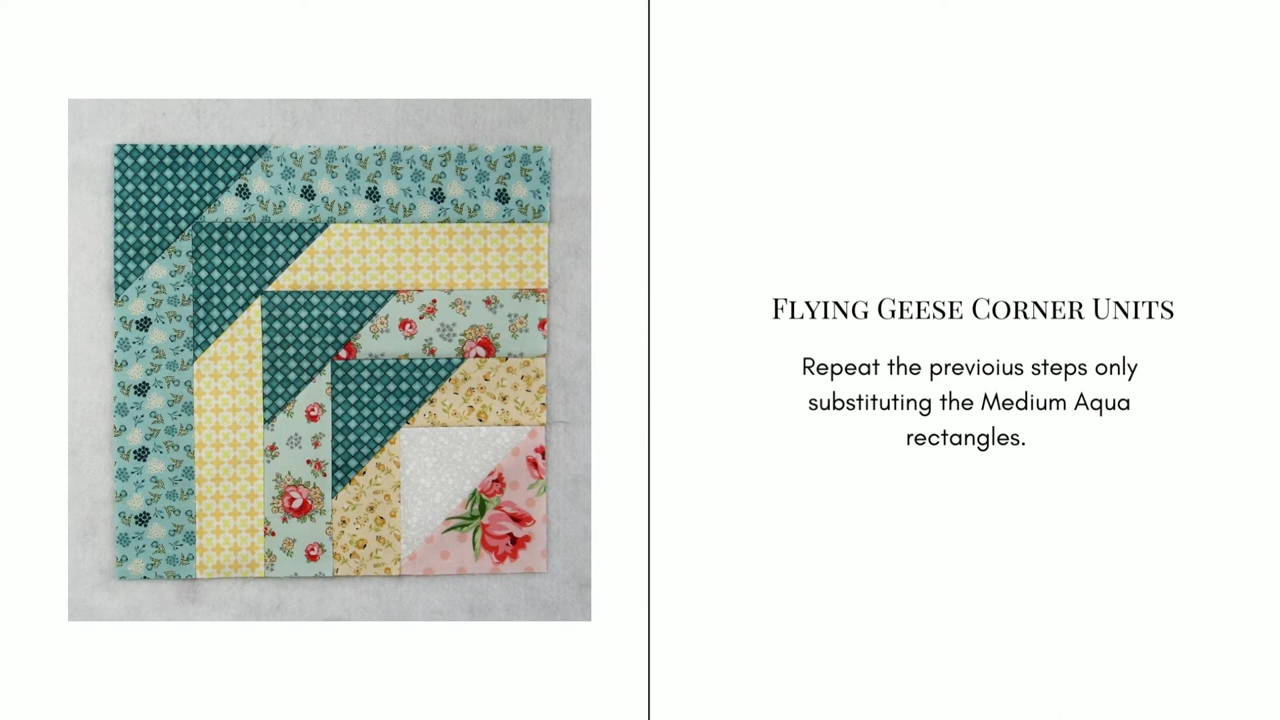 Flying Geese Corner Units
Repeat the previoius steps only
substituting the Medium Aqua
rectangles.